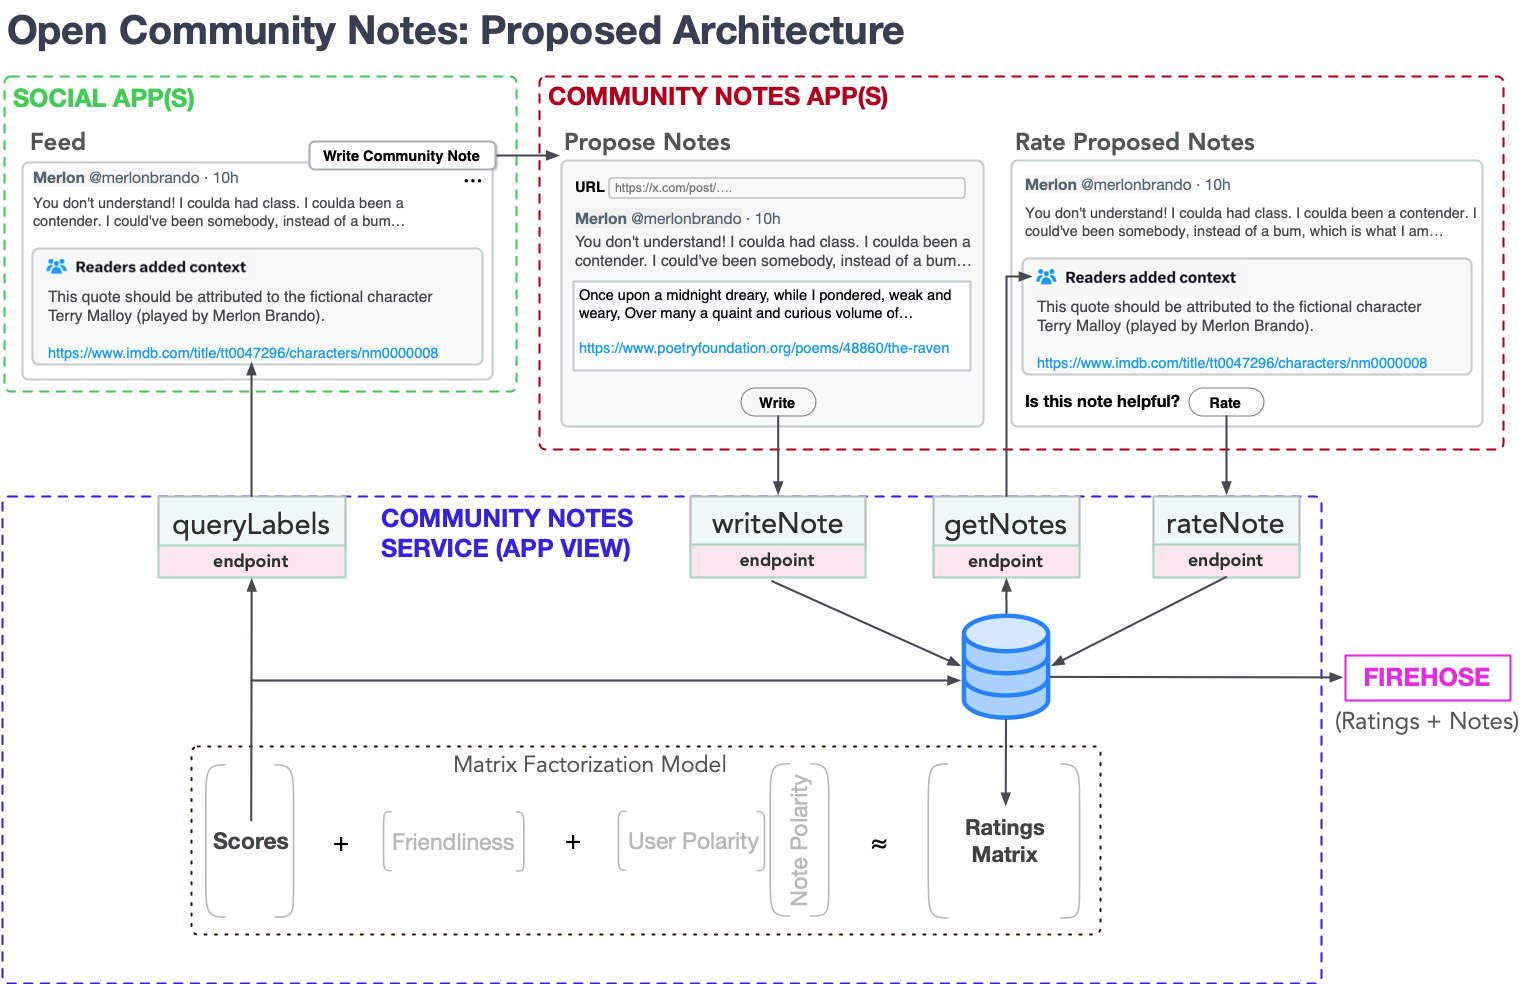 Open Community Notes: Proposed Architecture
SOCIAL APP(S)
Feed
Write Community Note
Merlon @merlonbrando · 10h
...
You don't understand! I coulda had class. I coulda been a
contender. I could've been somebody, instead of a bum…
Readers added context
This quote should be attributed to the fictional character
Terry Malloy (played by Merlon Brando).
https://www.imdb.com/title/tt0047296/characters/nm0000008
COMMUNITY NOTES APP(S)
Propose Notes
URL https://x.com/post/….
Merlon @merlonbrando · 10h
You don't understand! I coulda had class. I coulda been a
contender. I could've been somebody, instead of a bum…
Once upon a midnight dreary, while I pondered, weak and
weary, Over many a quaint and curious volume of…
https://www.poetryfoundation.org/poems/48860/the-raven
Write
Rate Proposed Notes
Merlon @merlonbrando · 10h
You don't understand! I coulda had class. I coulda been a contender. I
could've been somebody, instead of a bum, which is what I am…
Readers added context
This quote should be attributed to the fictional character
Terry Malloy (played by Merlon Brando).
https://www.imdb.com/title/tt0047296/characters/nm0000008
Is this note helpful? Rate
queryLabels
endpoint
COMMUNITY NOTES
SERVICE (APP VIEW)
writeNote
endpoint
getNotes
endpoint
rateNote
endpoint
FIREHOSE
(Ratings + Notes)
Matrix Factorization Model
Scores
+
Friendliness
+
User Polarity
Note Polarity
≈
Ratings
Matrix